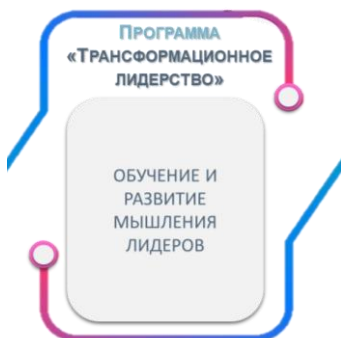 Программа
«Трансформационное
лидерство»
ОБУЧЕНИЕ И
РАЗВИТИЕ
МЫШЛЕНИЯ
ЛИДЕРОВ